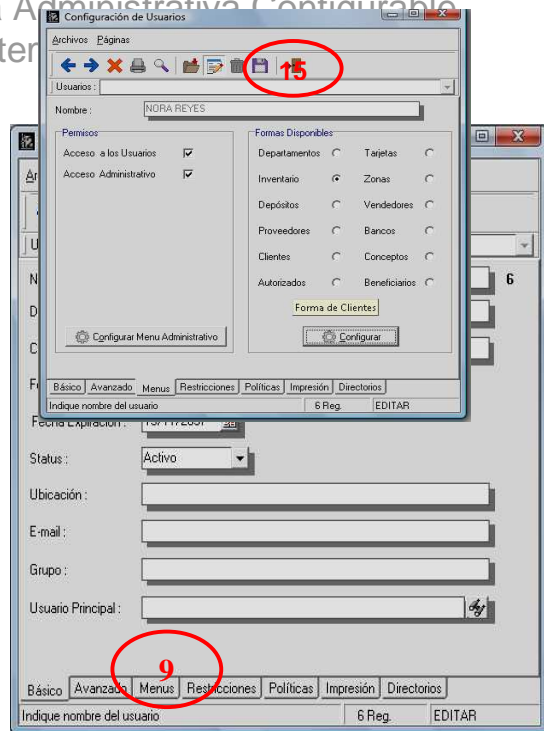 Administrativa Configurable
Configuración de Usuarios
Archivos Páginas
15
Usuarios :
Nombre : NORA REYES
Permisos
Acceso a los Usuarios
Acceso Administrativo
Configurar Menu Administrativo
Formas Disponibles
Departamentos Tarjetas
Inventario Zonas
Depósitos Vendedores
Proveedores Bancos
Clientes Conceptos
Autorizados Beneficiarios
Forma de Clientes
Configurar
Básico Avanzado Menus Restricciones Políticas Impresión Directorios
Indique nombre del usuario 6 Reg. EDITAR
6
Fecha Expiracion :
Status : Activo
Ubicación :
E-mail :
Grupo :
Usuario Principal :
9
Básico Avanzado Menus Restricciones Políticas Impresión Directorios
Indique nombre del usuario 6 Reg. EDITAR